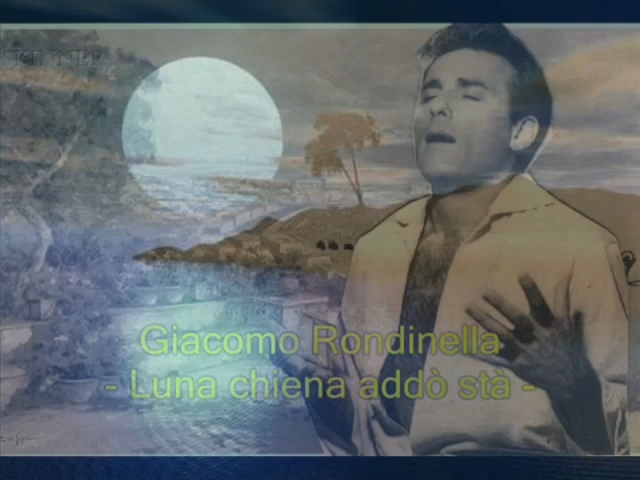 Giacomo Rondinella
- Luna chiena addò stà -